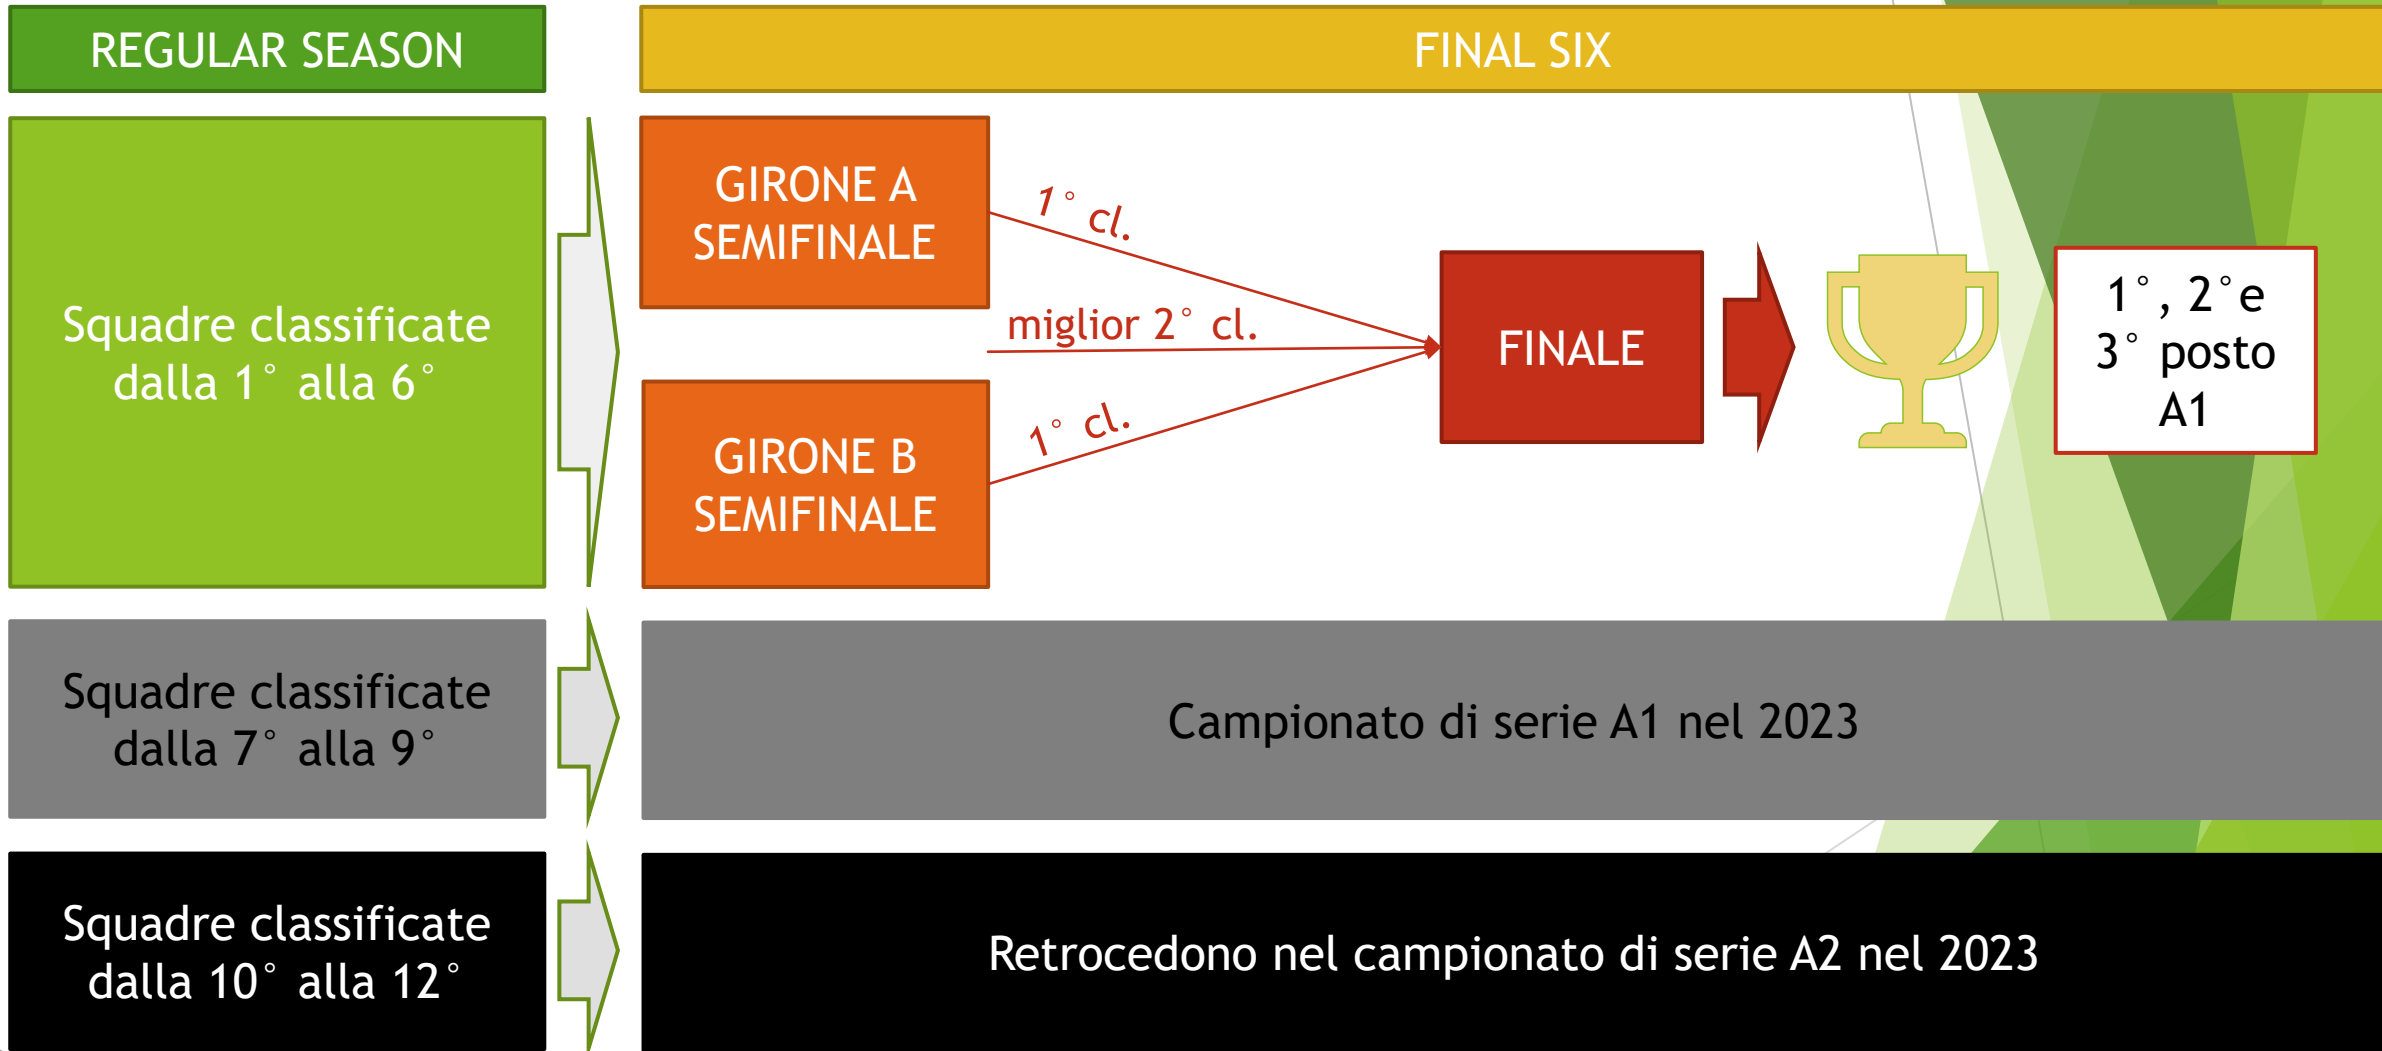 REGULAR SEASON
FINAL SIX
Squadre classificate
dalla 1° alla 6°
GIRONE A
SEMIFINALE
GIRONE B
SEMIFINALE
1° cl.
miglior 2° cl.
1° cl.
FINALE
1°, 2°e
3° posto
A1
Squadre classificate
dalla 7° alla 9°
Campionato di serie A1 nel 2023
Squadre classificate
dalla 10° alla 12°
Retrocedono nel campionato di serie A2 nel 2023